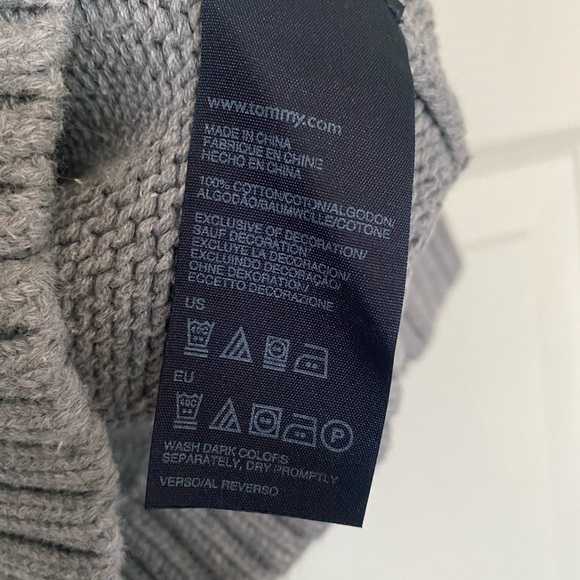 www.tommy.com
MADE IN CHINA
FABRIQUE EN CHINE
HECHO EN CHINA
100% COTTON/COTON/ALGODON/
ALGODÃO/BAUMWOLLE/COTONE
EXCLUSIVE OF DECORATION/
SAUF DECORATION/
EXCLUYE LA DECORACION/
EXCLUINDO DECORAÇÃO/
OHNE DEKORATION/
ECCETTO DECORAZIONE
US
EU
40C
P
WASH DARK COLORS
SEPARATELY, DRY PROMPTLY
VERSO/AL REVERSO